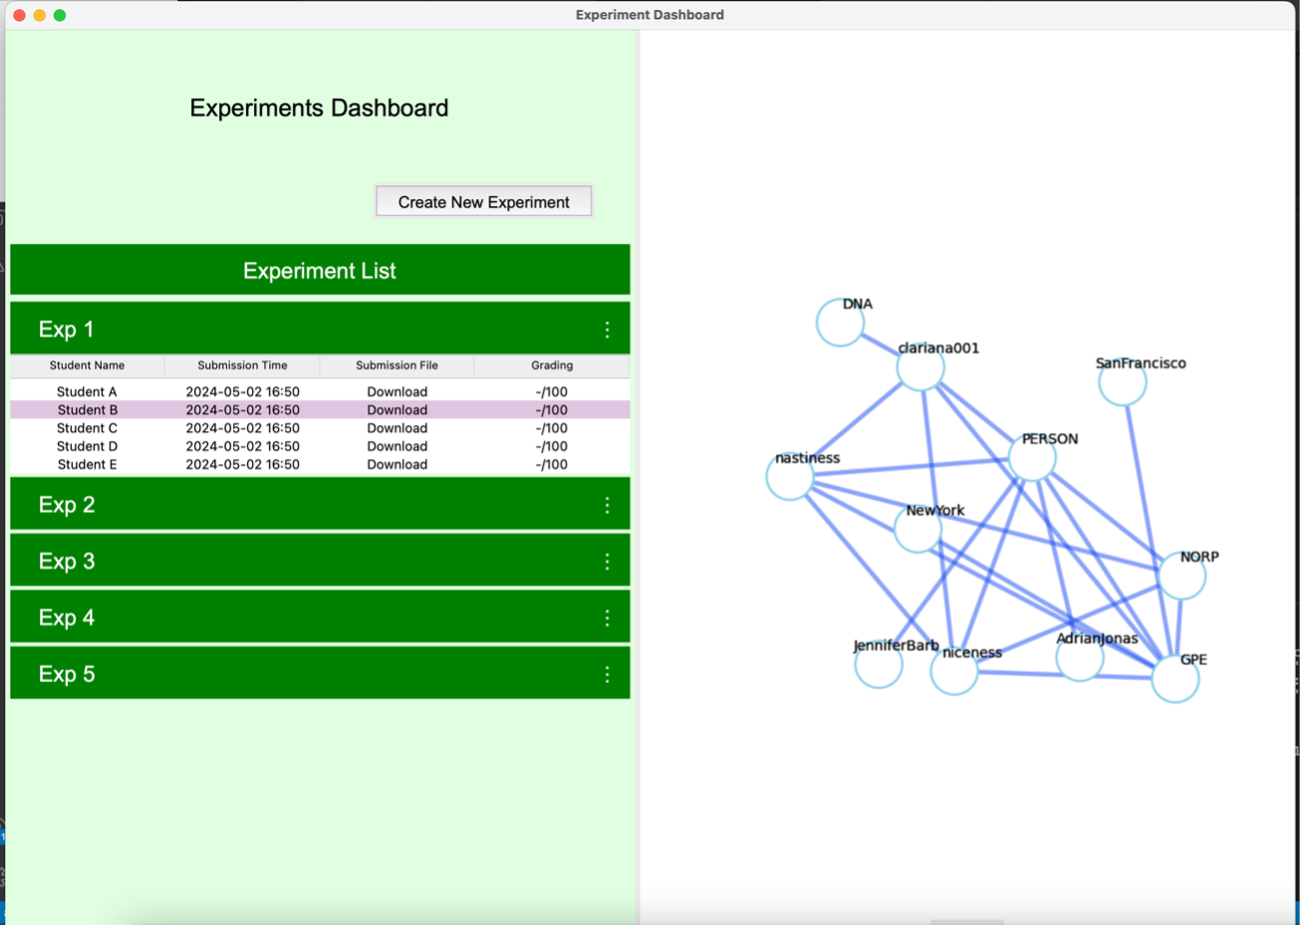 Experiment Dashboard
Experiments Dashboard
Create New Experiment
Experiment List
Exp 1
Student Name Submission Time Submission File Grading
Student A 2024-05-02 16:50 Download -/100
Student B 2024-05-02 16:50 Download -/100
Student C 2024-05-02 16:50 Download -/100
Student D 2024-05-02 16:50 Download -/100
Student E 2024-05-02 16:50 Download -/100
Exp 2
Exp 3
Exp 4
Exp 5
DNA
clariana001
SanFrancisco
PERSON
nastiness
NewYork
NORP
AdrianJonas
JenniferBarb
niceness
GPE